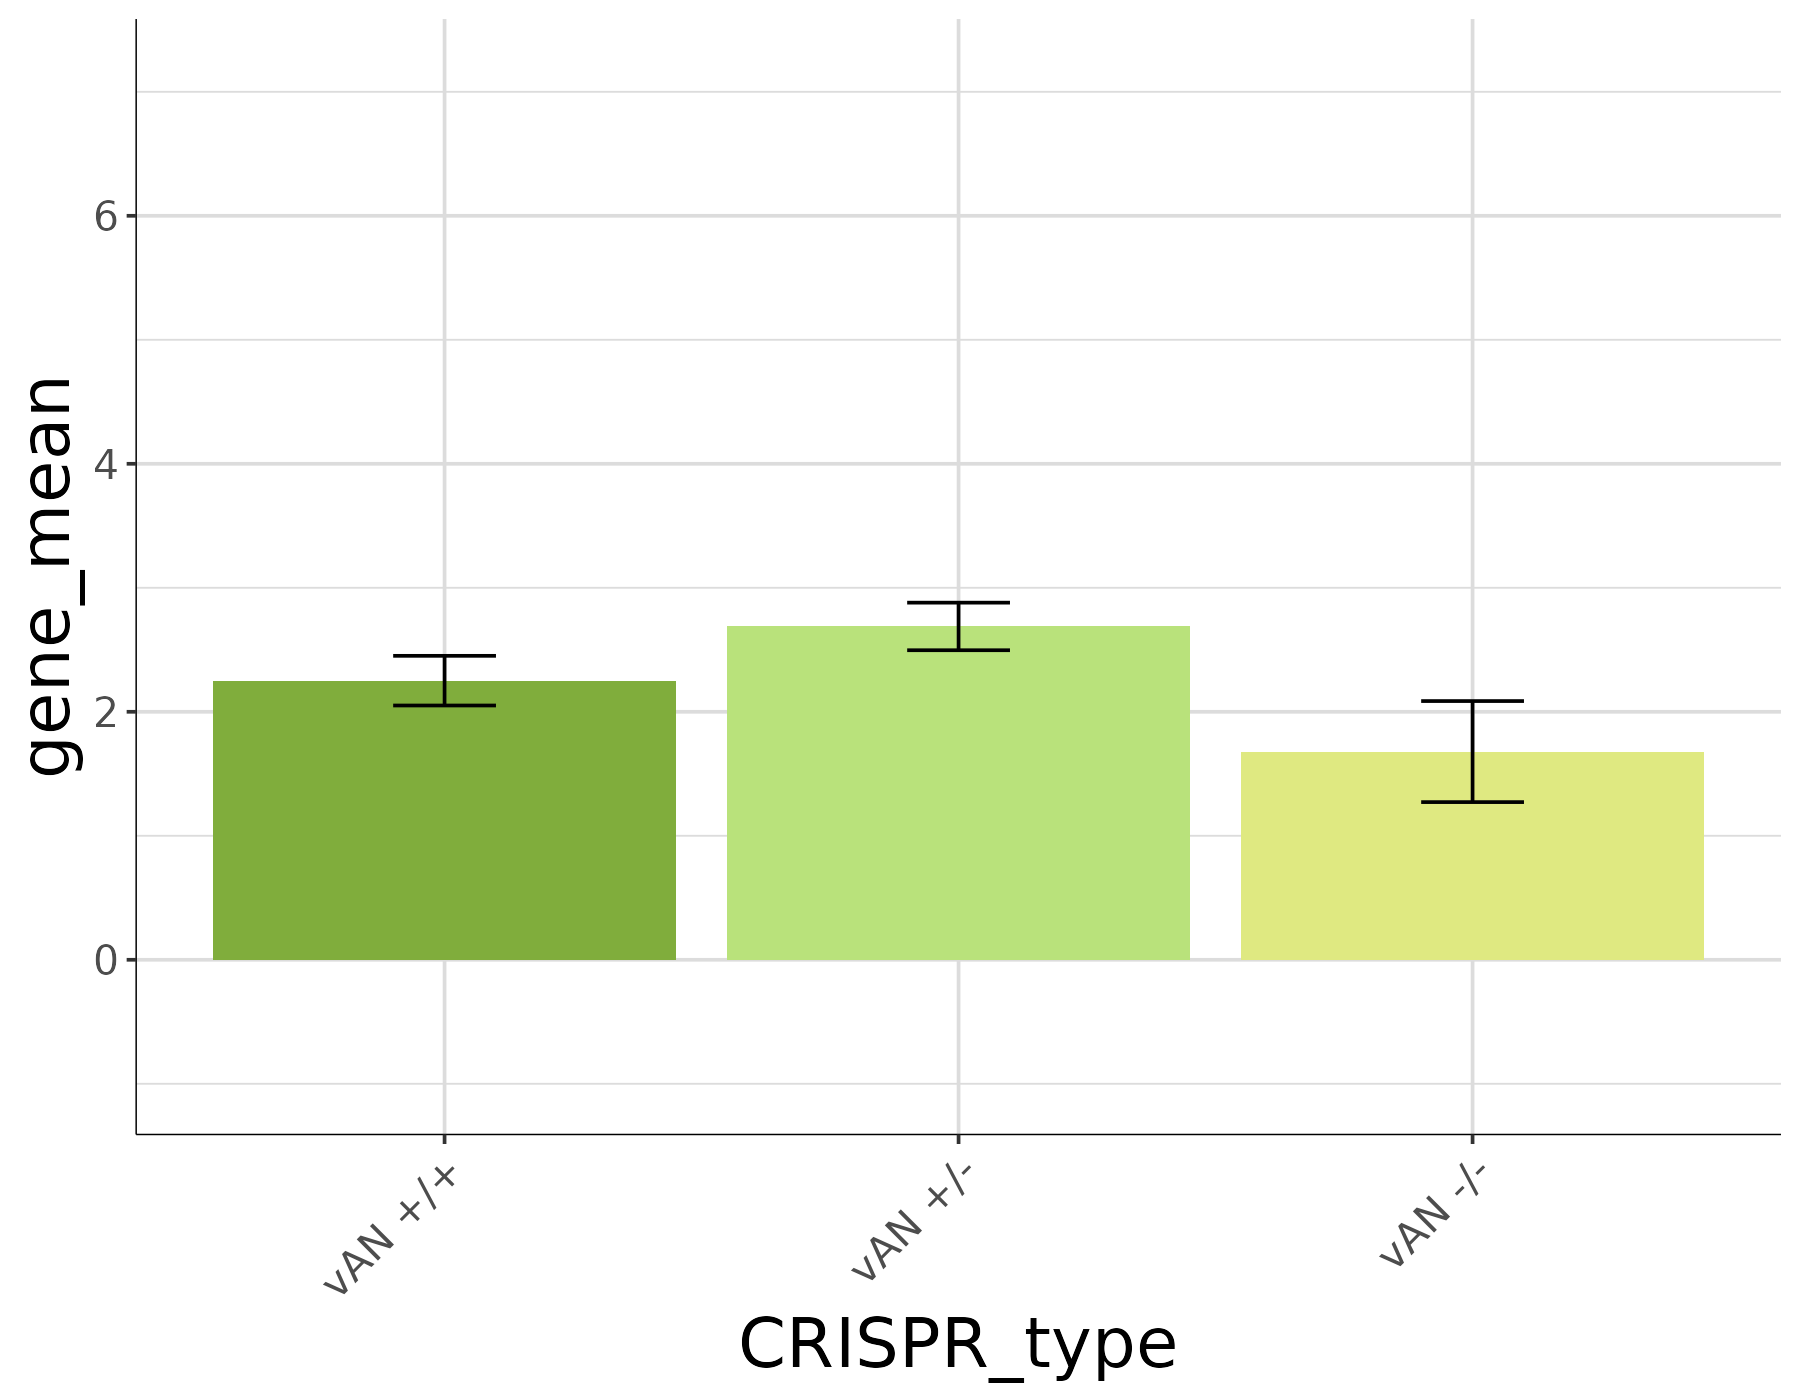 gene_mean
6
4
2
0
vAN +/+
vAN +/-
vAN -/-
CRISPR_type